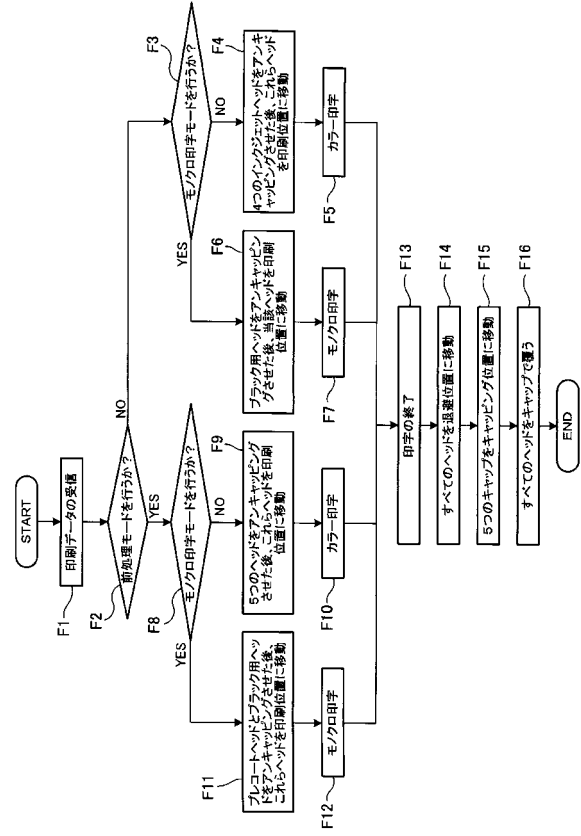 START
F1
印刷データの受信
F2
前処理モードを行うか?
NO
YES
F3
モノクロ印字モードを行うか?
YES
NO
F4
4つのインクジェットヘッドをアンキ
ャッピングさせた後、これらヘッド
を印刷位置に移動
F5
カラー印字
F6
ブラック用ヘッドをアンキャッピン
グさせた後、当該ヘッドを印刷
位置に移動
F7
モノクロ印字
F8
モノクロ印字モードを行うか?
YES
NO
F9
5つのヘッドをアンキャッピング
させた後、これらヘッドを印刷
位置に移動
F10
カラー印字
F11
プレコートヘッドとブラック用ヘッ
ドをアンキャッピングさせた後、
これらヘッドを印刷位置に移動
F12
モノクロ印字
F13
印字の終了
F14
すべてのヘッドを退避位置に移動
F15
5つのキャップをキャッピング位置に移動
F16
すべてのヘッドをキャップで覆う
END